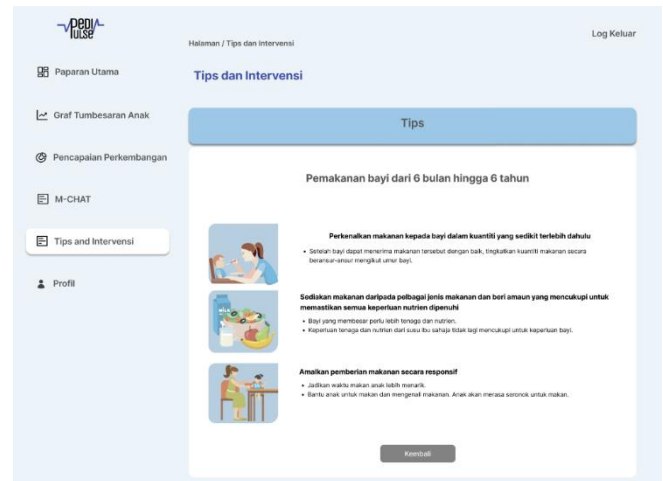 PEDI
PULSE
Halaman / Tips dan Intervensi
Log Keluar
Paparan Utama
Tips dan Intervensi
Graf Tumbesaran Anak
Tips
Pencapaian Perkembangan
Pemakanan bayi dari 6 bulan hingga 6 tahun
M-CHAT
Tips and Intervensi
Profil
Perkenalkan makanan kepada bayi dalam kuantiti yang sedikit terlebih dahulu
• Setelah bayi dapat menerima makanan tersebut dengan baik, tingkatkan kuantiti makanan secara
beransur-ansur mengikut umur bayi.
MILK
Sediakan makanan daripada pelbagai jenis makanan dan beri amaun yang mencukupi untuk
memastikan semua keperluan nutrien dipenuhi
• Bayi yang membesar perlu lebih tenaga dan nutrien.
• Keperluan tenaga dan nutrien dari susu ibu sahaja tidak lagi mencukupi untuk keperluan bayi.
Amalkan pemberian makanan secara responsif
• Jadikan waktu makan anak lebih menarik.
• Bantu anak untuk makan dan mengenali makanan. Anak akan merasa seronok untuk makan.
Kembali